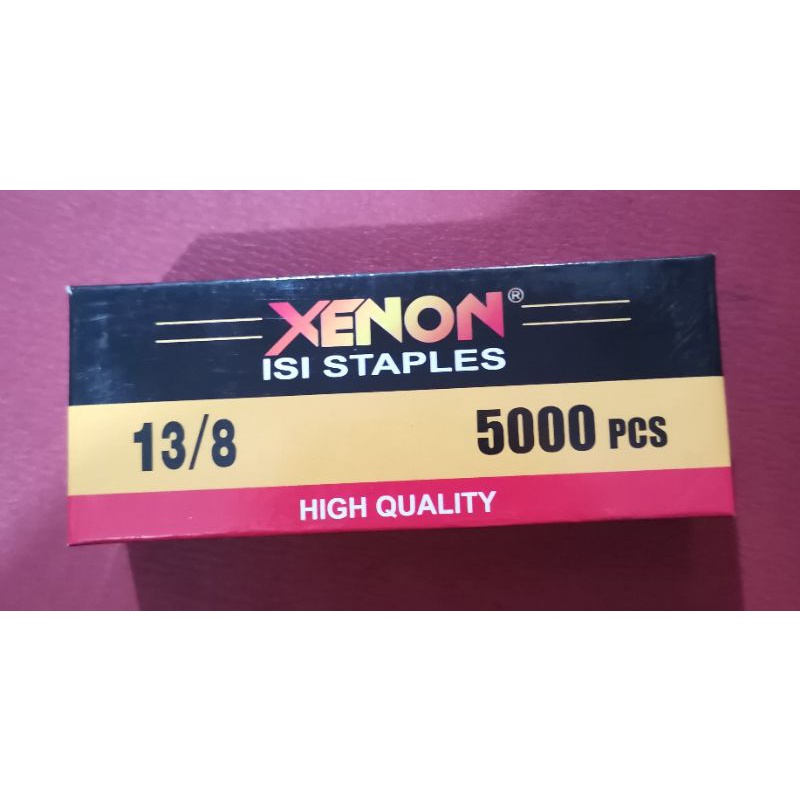 XENON®
ISI STAPLES
13/8 5000 PCS
HIGH QUALITY